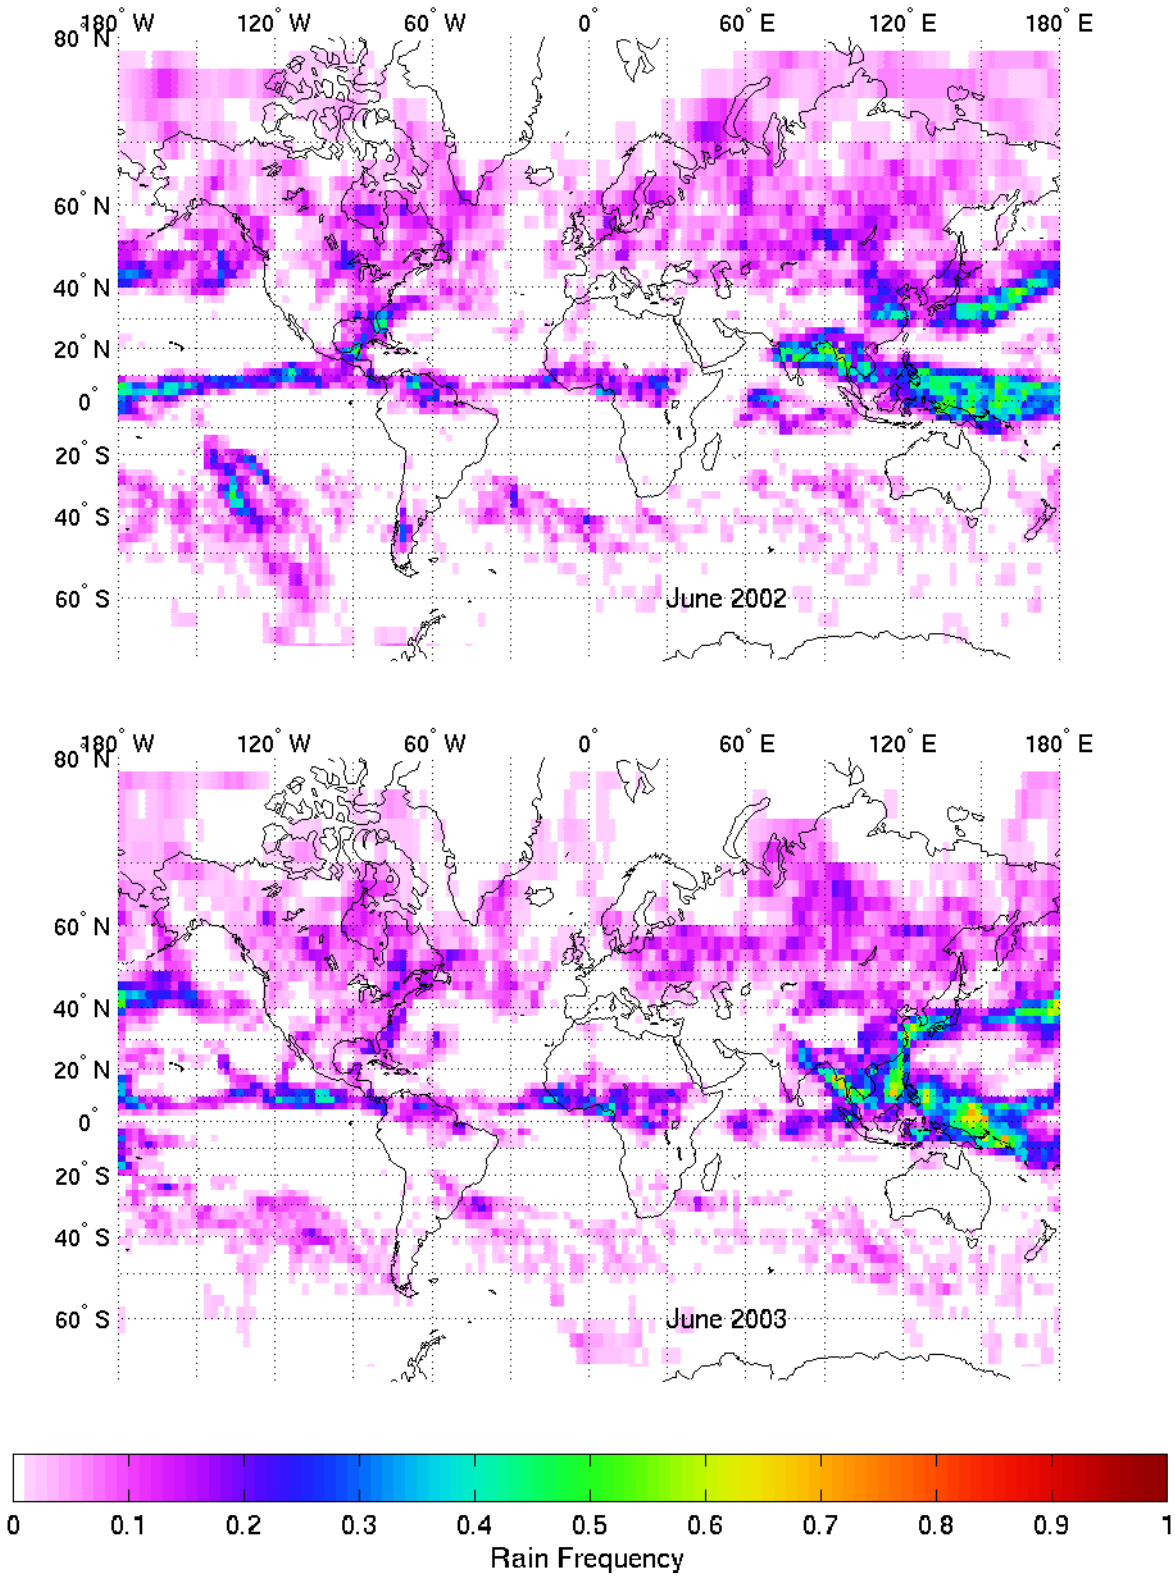 180° W 120° W 60° W 0° 60° E 120° E 180° E
80° N
60° N
40° N
20° N
0°
20° S
40° S
60° S
June 2002
180° W 120° W 60° W 0° 60° E 120° E 180° E
80° N
60° N
40° N
20° N
0°
20° S
40° S
60° S
June 2003
0 0.1 0.2 0.3 0.4 0.5 0.6 0.7 0.8 0.9 1
Rain Frequency